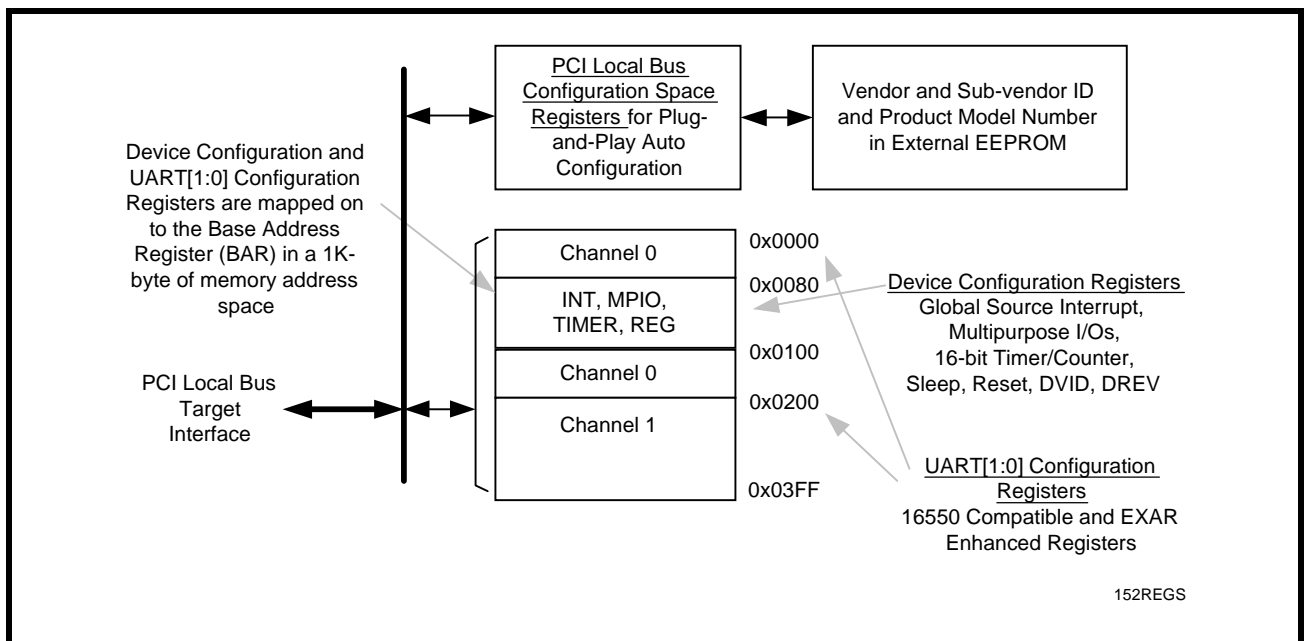 PCI Local Bus
Configuration Space
Registers for Plug-
and-Play Auto
Configuration
Vendor and Sub-vendor ID
and Product Model Number
in External EEPROM
Device Configuration and
UART[1:0] Configuration
Registers are mapped on
to the Base Address
Register (BAR) in a 1K-
byte of memory address
space
PCI Local Bus
Target
Interface
Channel 0
INT, MPIO,
TIMER, REG
Channel 0
Channel 1
0x0000
0x0080
0x0100
0x0200
0x03FF
Device Configuration Registers
Global Source Interrupt,
Multipurpose I/Os,
16-bit Timer/Counter,
Sleep, Reset, DVID, DREV
UART[1:0] Configuration
Registers
16550 Compatible and EXAR
Enhanced Registers
152REGS